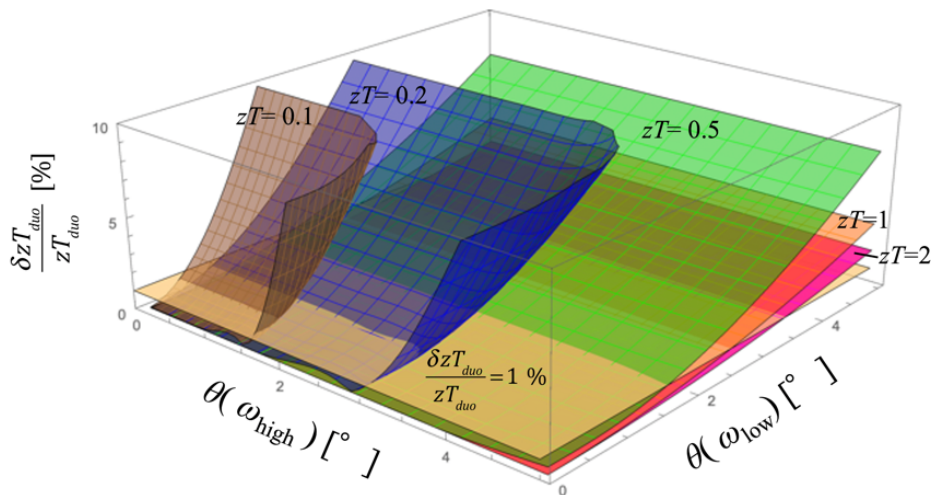 zT= 0.1
zT= 0.2
zT= 0.5
zT=1
zT=2
10
5
0
δzT_duo / zT_duo [%]
δzT_duo / zT_duo = 1 %
0
2
4
θ( ω_high ) [° ]
0
2
4
θ( ω_low ) [° ]